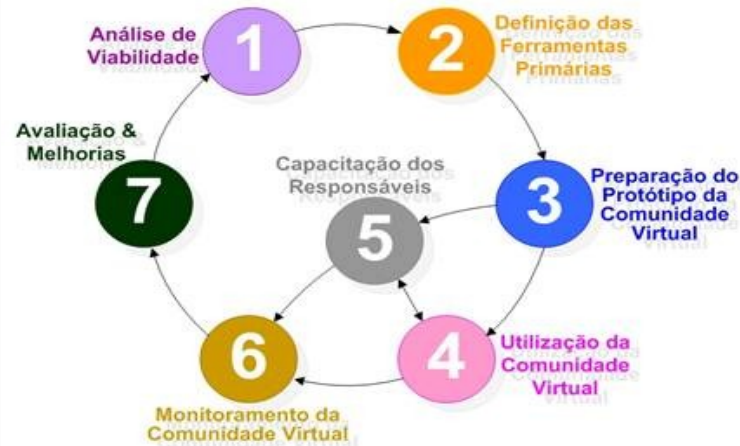 1
Análise de
Viabilidade
2
Definição das
Ferramentas
Primárias
3
Preparação do
Protótipo da
Comunidade
Virtual
4
Utilização da
Comunidade
Virtual
5
Capacitação dos
Responsáveis
6
Monitoramento da
Comunidade Virtual
7
Avaliação &
Melhorias